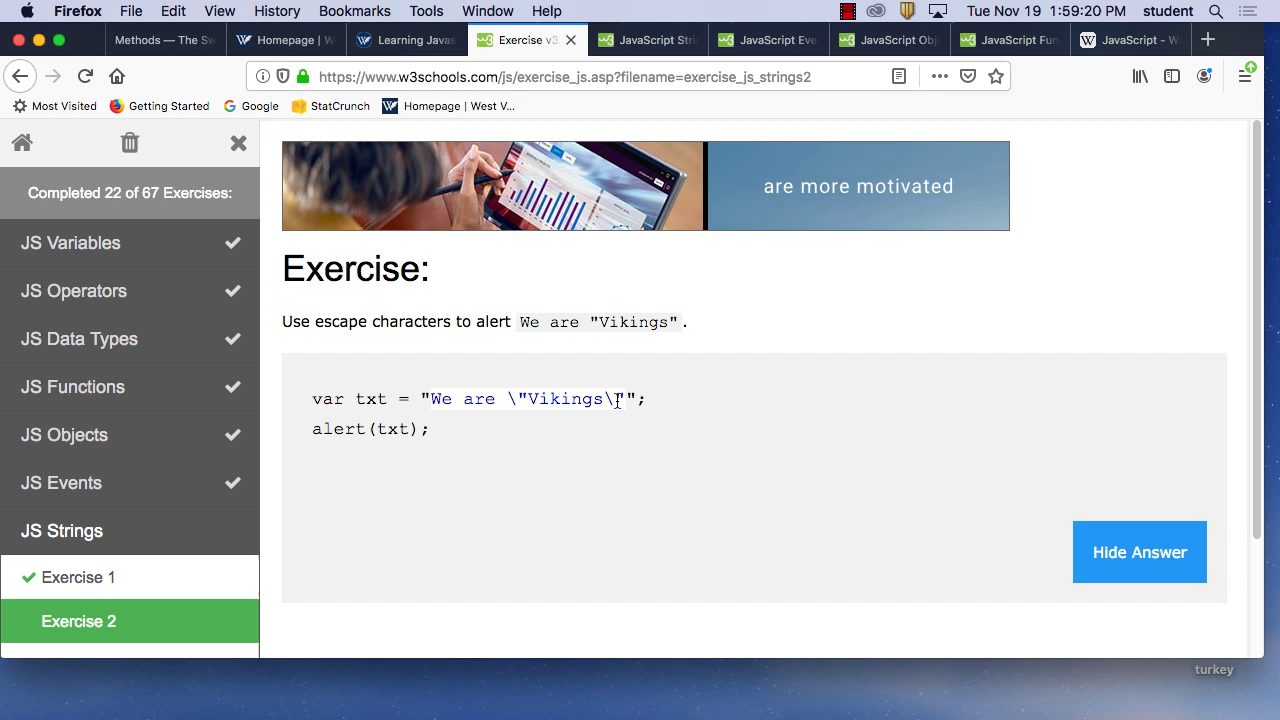 Firefox File Edit View History Bookmarks Tools Window Help Tue Nov 19 1:59:20 PM student
Methods — The Sw
Homepage | W
Learning Javas
Exercise v3
JavaScript Stri
JavaScript Eve
JavaScript Obj
JavaScript Fun
JavaScript - W
https://www.w3schools.com/js/exercise_js.asp?filename=exercise_js_strings2
Most Visited Getting Started Google StatCrunch Homepage | West V...
are more motivated
Completed 22 of 67 Exercises:
JS Variables
JS Operators
JS Data Types
JS Functions
JS Objects
JS Events
JS Strings
Exercise 1
Exercise 2
Exercise:
Use escape characters to alert We are "Vikings".
var txt = "We are \"Vikings\"";
alert(txt);
Hide Answer
turkey